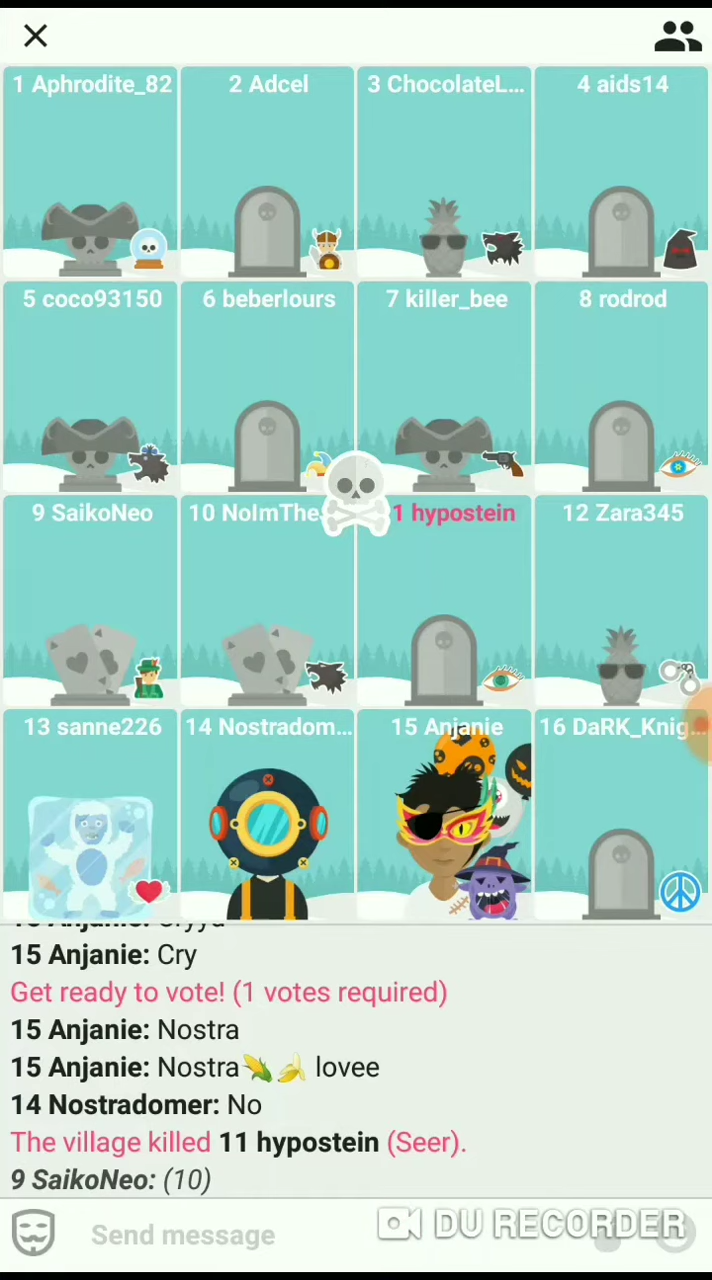 1 Aphrodite_82
2 Adcel
3 ChocolateL...
4 aids14
5 coco93150
6 beberlours
7 killer_bee
8 rodrod
9 SaikoNeo
10 NoImThe
1 hypostein
12 Zara345
13 sanne226
14 Nostradom...
15 Anjanie
16 DaRK_Knig...
15 Anjanie: Cry
Get ready to vote! (1 votes required)
15 Anjanie: Nostra
15 Anjanie: Nostra🌽🍌 lovee
14 Nostradomer: No
The village killed 11 hypostein (Seer).
9 SaikoNeo: (10)
Send message
DU RECORDER